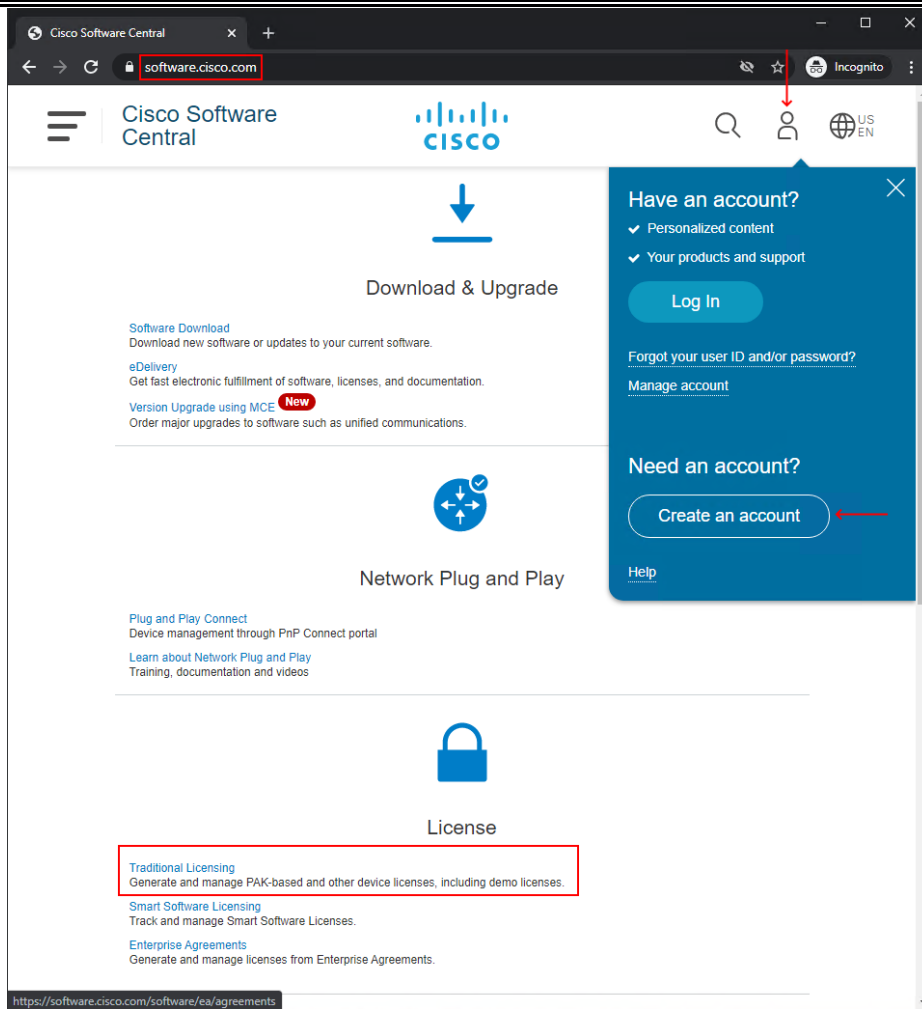 Cisco Software Central
software.cisco.com
Incognito
Cisco Software
Central
CISCO
US
EN
Have an account?
Personalized content
Your products and support
Log In
Forgot your user ID and/or password?
Manage account
Need an account?
Create an account
Help
Download & Upgrade
Software Download
Download new software or updates to your current software.
eDelivery
Get fast electronic fulfillment of software, licenses, and documentation.
Version Upgrade using MCE New
Order major upgrades to software such as unified communications.
Network Plug and Play
Plug and Play Connect
Device management through PnP Connect portal
Learn about Network Plug and Play
Training, documentation and videos
License
Traditional Licensing
Generate and manage PAK-based and other device licenses, including demo licenses.
Smart Software Licensing
Track and manage Smart Software Licenses.
Enterprise Agreements
Generate and manage licenses from Enterprise Agreements.
https://software.cisco.com/software/ea/agreements